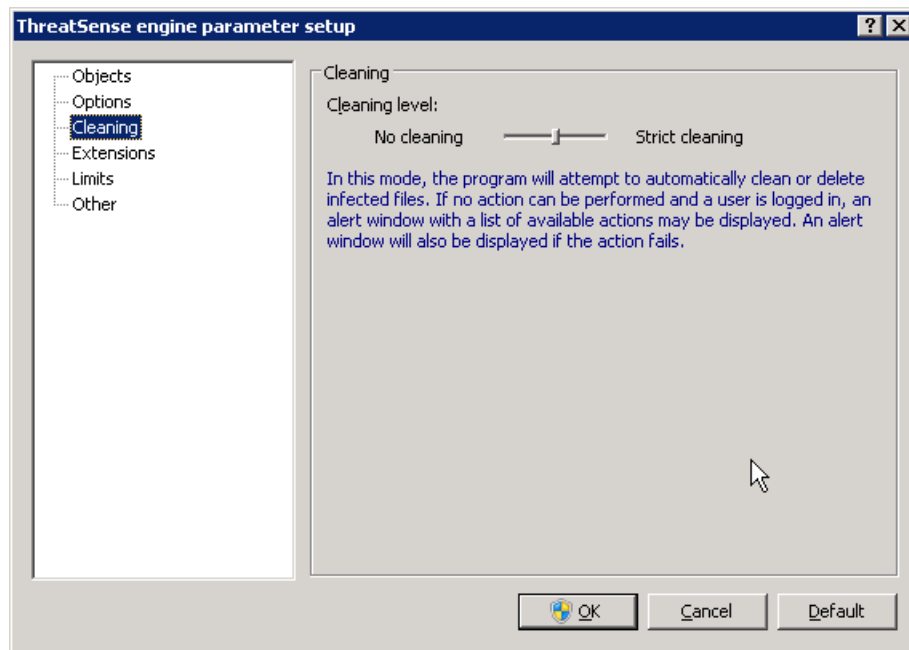 ThreatSense engine parameter setup
Objects
Options
Cleaning
Extensions
Limits
Other
Cleaning
Cleaning level:
No cleaning Strict cleaning
In this mode, the program will attempt to automatically clean or delete
infected files. If no action can be performed and a user is logged in, an
alert window with a list of available actions may be displayed. An alert
window will also be displayed if the action fails.
OK Cancel Default